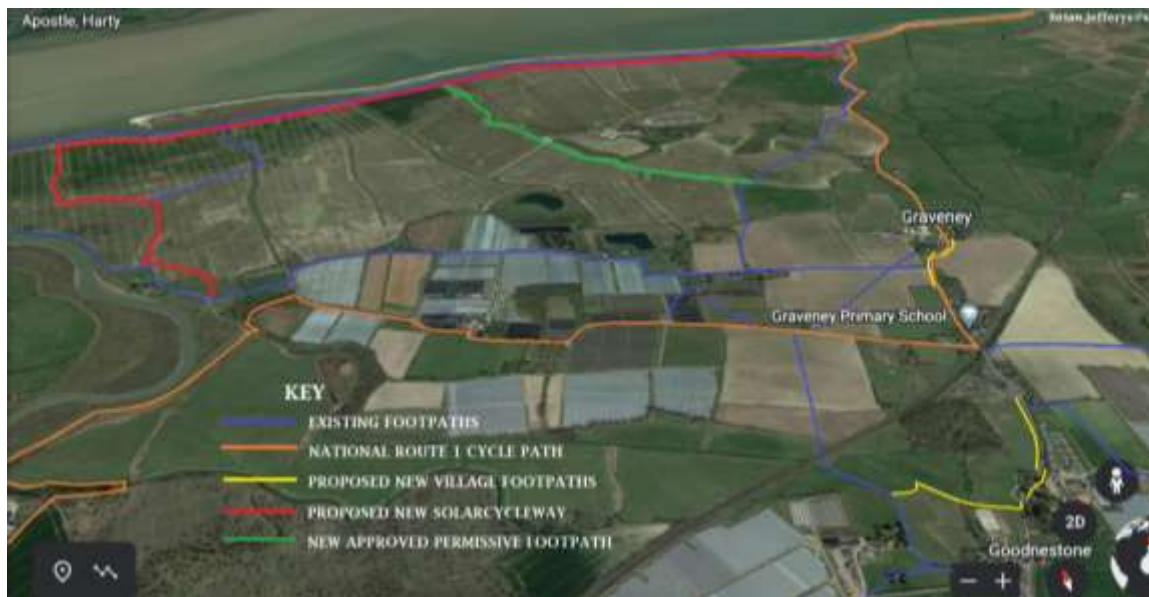 Apostle, Harty
Graveney
Graveney Primary School
KEY
EXISTING FOOTPATHS
NATIONAL ROUTE 1 CYCLE PATH
PROPOSED NEW VILLAGE FOOTPATHS
PROPOSED NEW SOLARCYCLEWAY
NEW APPROVED PERMISSIVE FOOTPATH
2D
Goodnestone